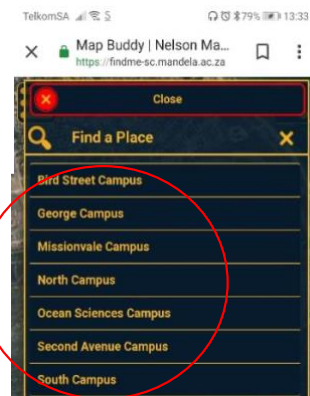 TelkomSA 79% 13:33
Map Buddy | Nelson Ma...
https://findme-sc.mandela.ac.za
Close
Find a Place
Bird Street Campus
George Campus
Missionvale Campus
North Campus
Ocean Sciences Campus
Second Avenue Campus
South Campus